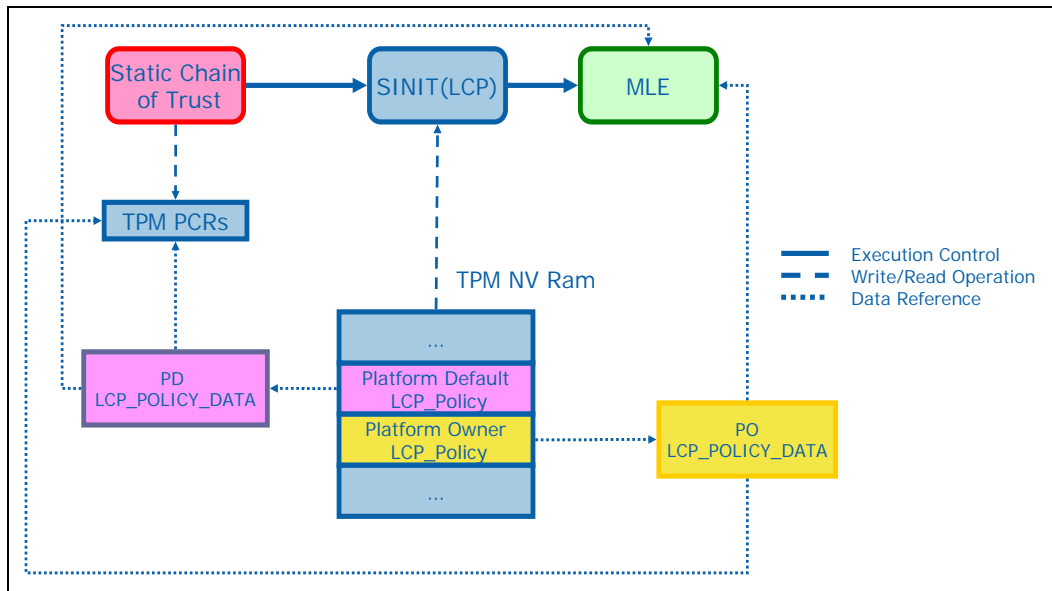 Static Chain
of Trust
SINIT(LCP)
MLE
TPM PCRs
TPM NV Ram
Execution Control
Write/Read Operation
Data Reference
...
PD
LCP_POLICY_DATA
Platform Default
LCP_Policy
Platform Owner
LCP_Policy
PO
LCP_POLICY_DATA
...